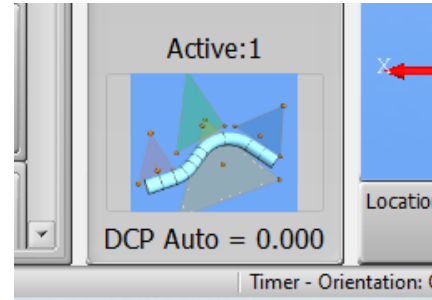 Active:1
X
DCP Auto = 0.000
Locatio
Timer - Orientation: